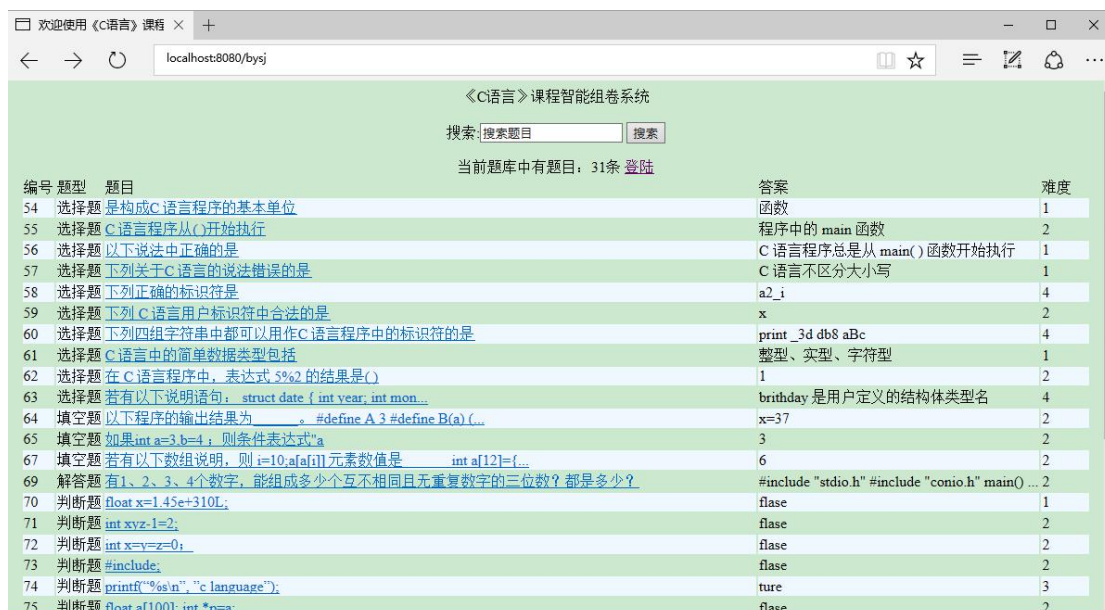 欢迎使用《C语言》课程
localhost:8080/bysj
《C语言》课程智能组卷系统
搜索:搜索题目 搜索
当前题库中有题目：31条 登陆
编号 题型 题目 答案 难度
54 选择题 是构成C 语言程序的基本单位 函数 1
55 选择题 C 语言程序从( )开始执行 程序中的 main 函数 2
56 选择题 以下说法中正确的是 C 语言程序总是从 main( ) 函数开始执行 1
57 选择题 下列关于C 语言的说法错误的是 C 语言不区分大小写 1
58 选择题 下列正确的标识符是 a2_i 4
59 选择题 下列 C 语言用户标识符中合法的是 x 2
60 选择题 下列四组字符串中都可以用作C 语言程序中的标识符的是 print _3d db8 aBc 4
61 选择题 C 语言中的简单数据类型包括 整型、实型、字符型 1
62 选择题 在 C 语言程序中，表达式 5%2 的结果是( ) 1 2
63 选择题 若有以下说明语句： struct date { int year; int mon... brithday 是用户定义的结构体类型名 4
64 填空题 以下程序的输出结果为______。 #define A 3 #define B(a) (... x=37 2
65 填空题 如果int a=3,b=4；则条件表达式"a 3 2
67 填空题 若有以下数组说明，则 i=10;a[a[i]] 元素数值是______ int a[12]={... 6 2
69 解答题 有1、2、3、4个数字，能组成多少个互不相同且无重复数字的三位数？都是多少？ #include "stdio.h" #include "conio.h" main() ... 2
70 判断题 float x=1.45e+310L; flase 1
71 判断题 int xyz-1=2; flase 2
72 判断题 int x=y=z=0； flase 2
73 判断题 #include; flase 2
74 判断题 printf(“%s\n”, ”c language”); ture 3
75 判断题 float a[100]; int *p=a; flase 2